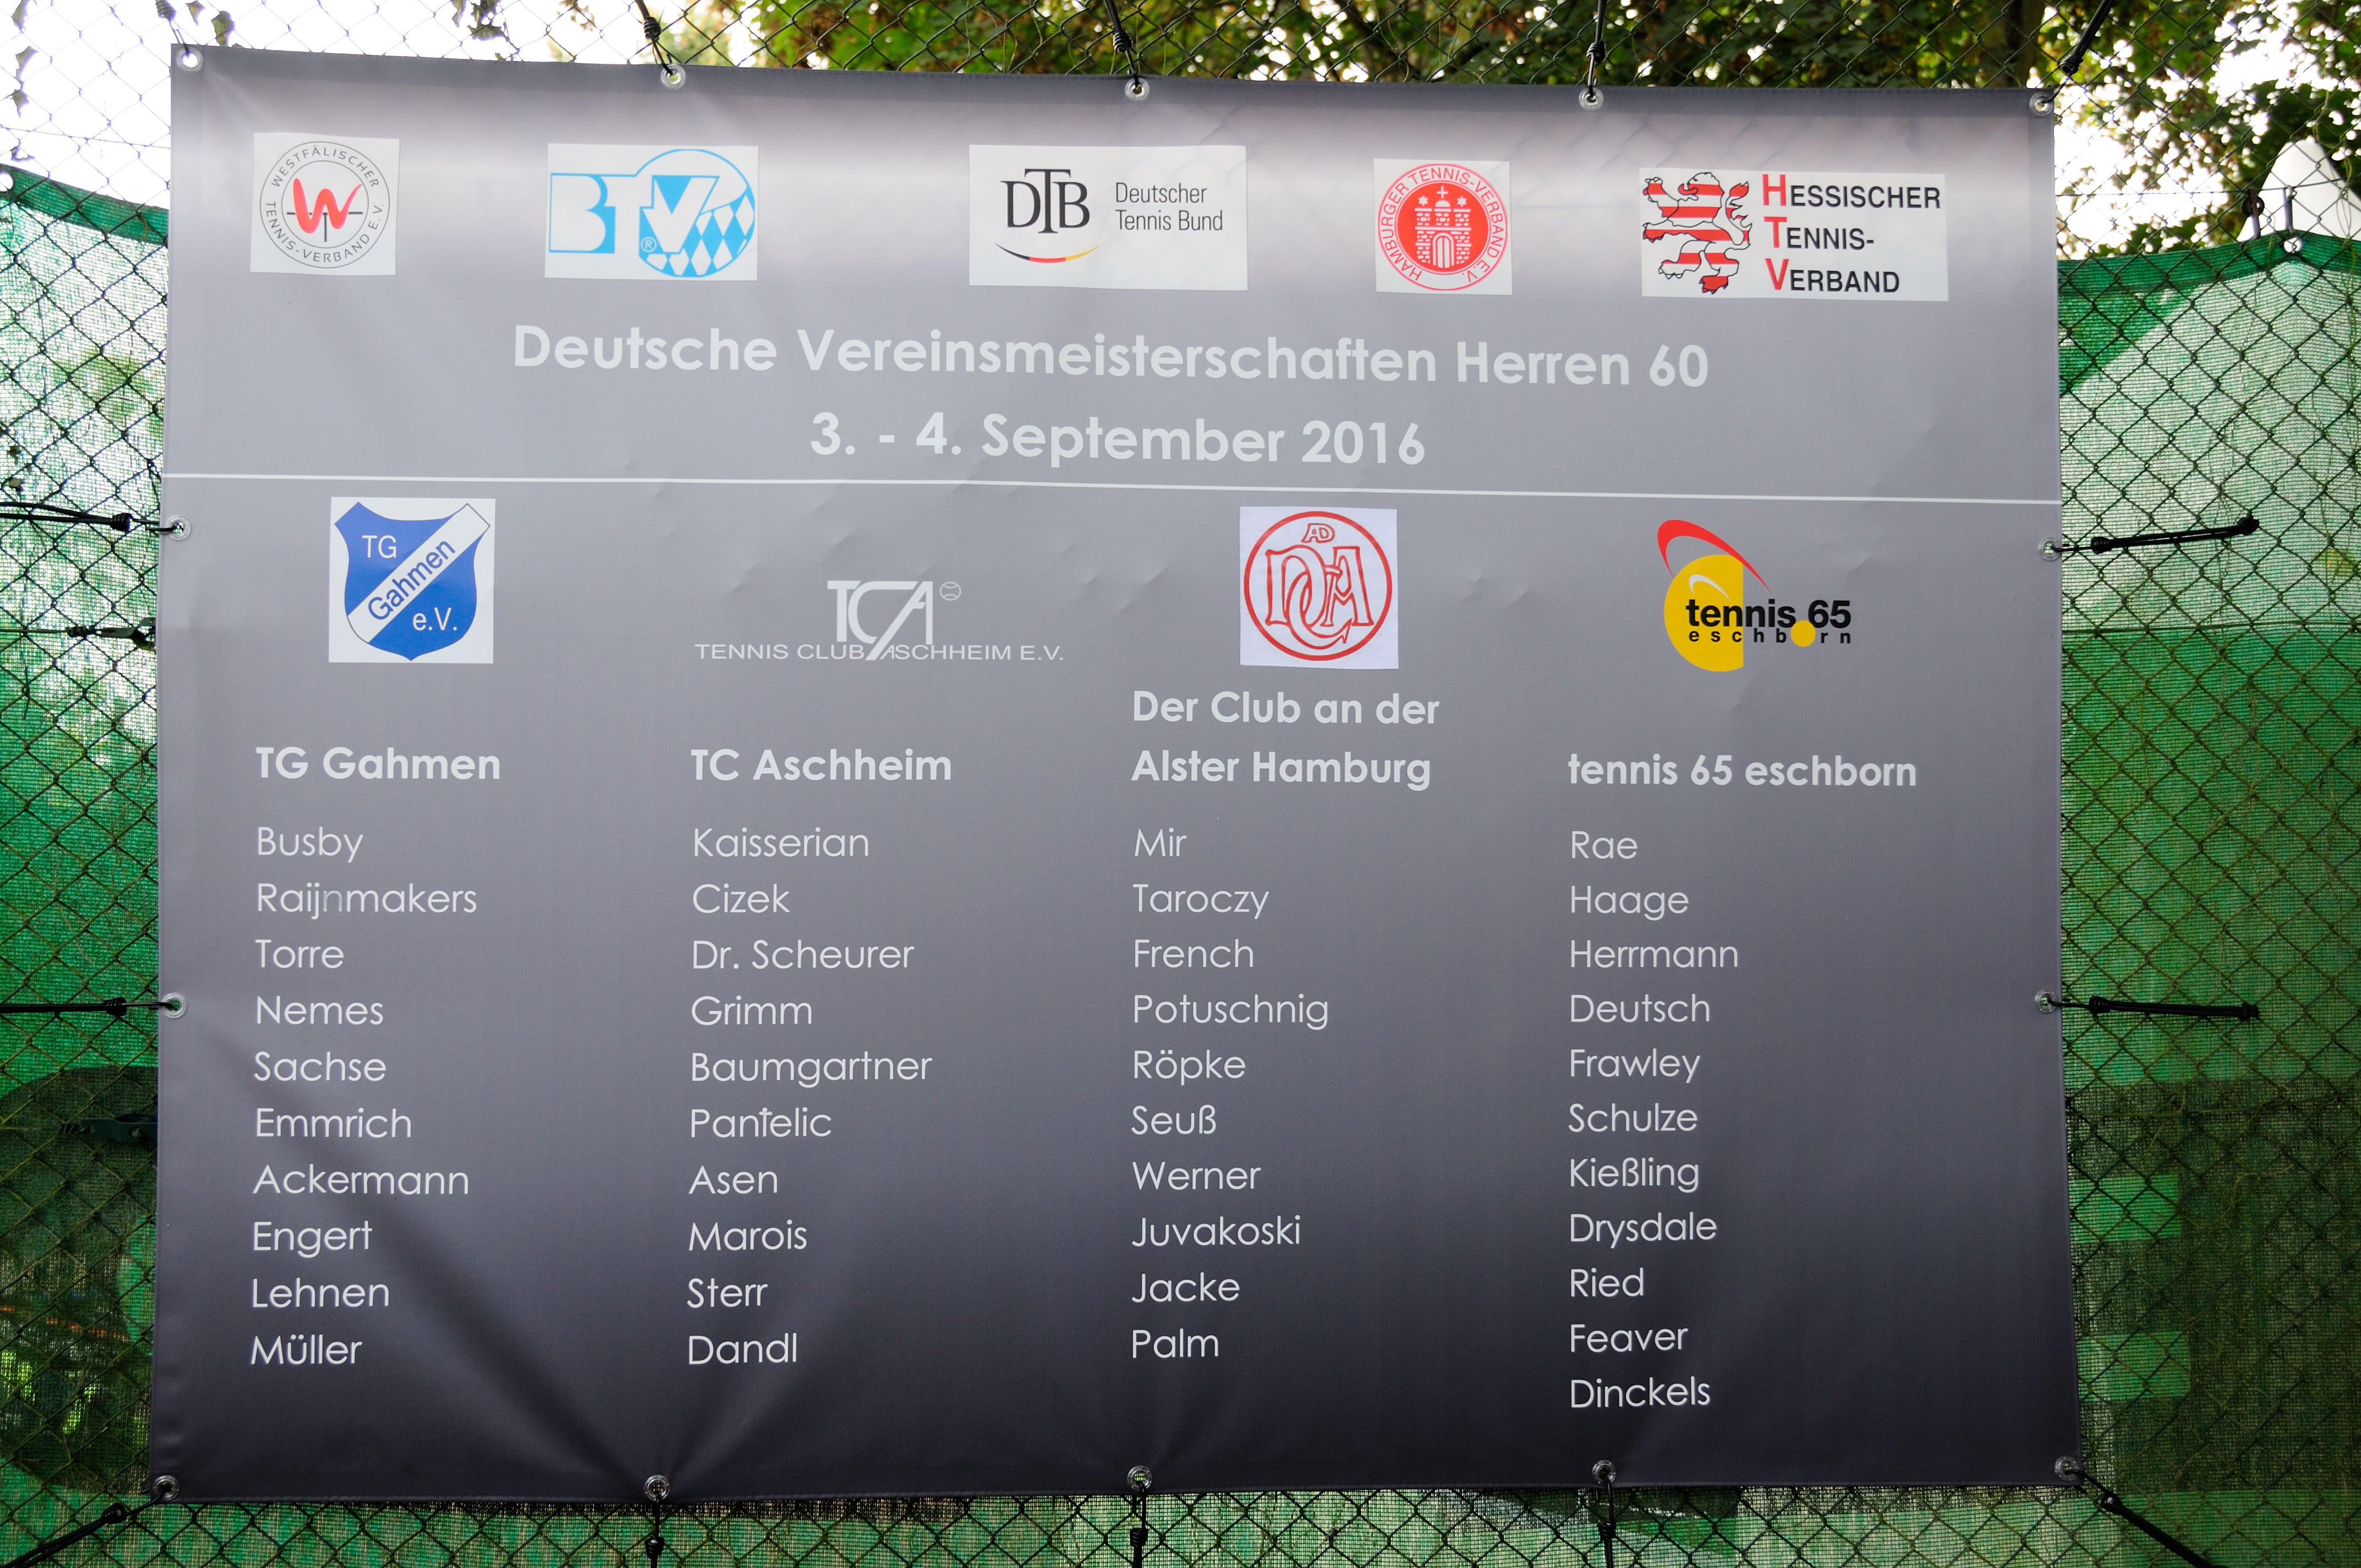 WESTFÄLISCHER
TENNIS-VERBAND E.V.
W
BTV
®
DTB
Deutscher
Tennis Bund
HAMBURGER TENNIS-VERBAND E.V.
HESSISCHER
TENNIS-
VERBAND
Deutsche Vereinsmeisterschaften Herren 60
3. - 4. September 2016
TG
Gahmen
e.V.
TCA
TENNIS CLUB ASCHHEIM E.V.
AD
DCA
tennis 65
eschborn
TG Gahmen
Busby
Raijnmakers
Torre
Nemes
Sachse
Emmrich
Ackermann
Engert
Lehnen
Müller
TC Aschheim
Kaisserian
Cizek
Dr. Scheurer
Grimm
Baumgartner
Pantelic
Asen
Marois
Sterr
Dandl
Der Club an der
Alster Hamburg
Mir
Taroczy
French
Potuschnig
Röpke
Seuß
Werner
Juvakoski
Jacke
Palm
tennis 65 eschborn
Rae
Haage
Herrmann
Deutsch
Frawley
Schulze
Kießling
Drysdale
Ried
Feaver
Dinckels